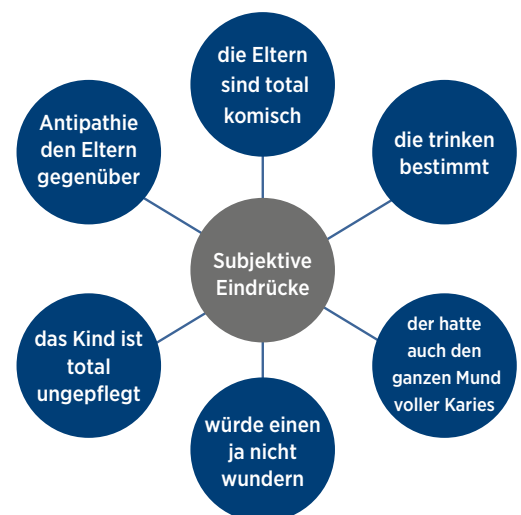 die Eltern
sind total
komisch
Antipathie
den Eltern
gegenüber
die trinken
bestimmt
Subjektive
Eindrücke
das Kind ist
total
ungepflegt
der hatte
auch den
ganzen Mund
voller Karies
würde einen
ja nicht
wundern